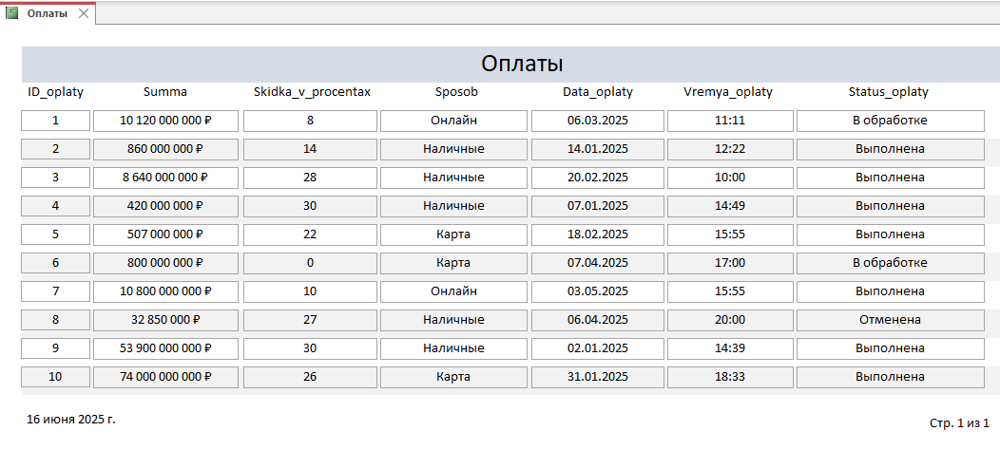 Оплаты
Оплаты
ID_oplaty Summa Skidka_v_procentax Sposob Data_oplaty Vremya_oplaty Status_oplaty
1 10 120 000 000 ₽ 8 Онлайн 06.03.2025 11:11 В обработке
2 860 000 000 ₽ 14 Наличные 14.01.2025 12:22 Выполнена
3 8 640 000 000 ₽ 28 Наличные 20.02.2025 10:00 Выполнена
4 420 000 000 ₽ 30 Наличные 07.01.2025 14:49 Выполнена
5 507 000 000 ₽ 22 Карта 18.02.2025 15:55 Выполнена
6 800 000 000 ₽ 0 Карта 07.04.2025 17:00 В обработке
7 10 800 000 000 ₽ 10 Онлайн 03.05.2025 15:55 Выполнена
8 32 850 000 ₽ 27 Наличные 06.04.2025 20:00 Отменена
9 53 900 000 000 ₽ 30 Наличные 02.01.2025 14:39 Выполнена
10 74 000 000 000 ₽ 26 Карта 31.01.2025 18:33 Выполнена
16 июня 2025 г.
Стр. 1 из 1